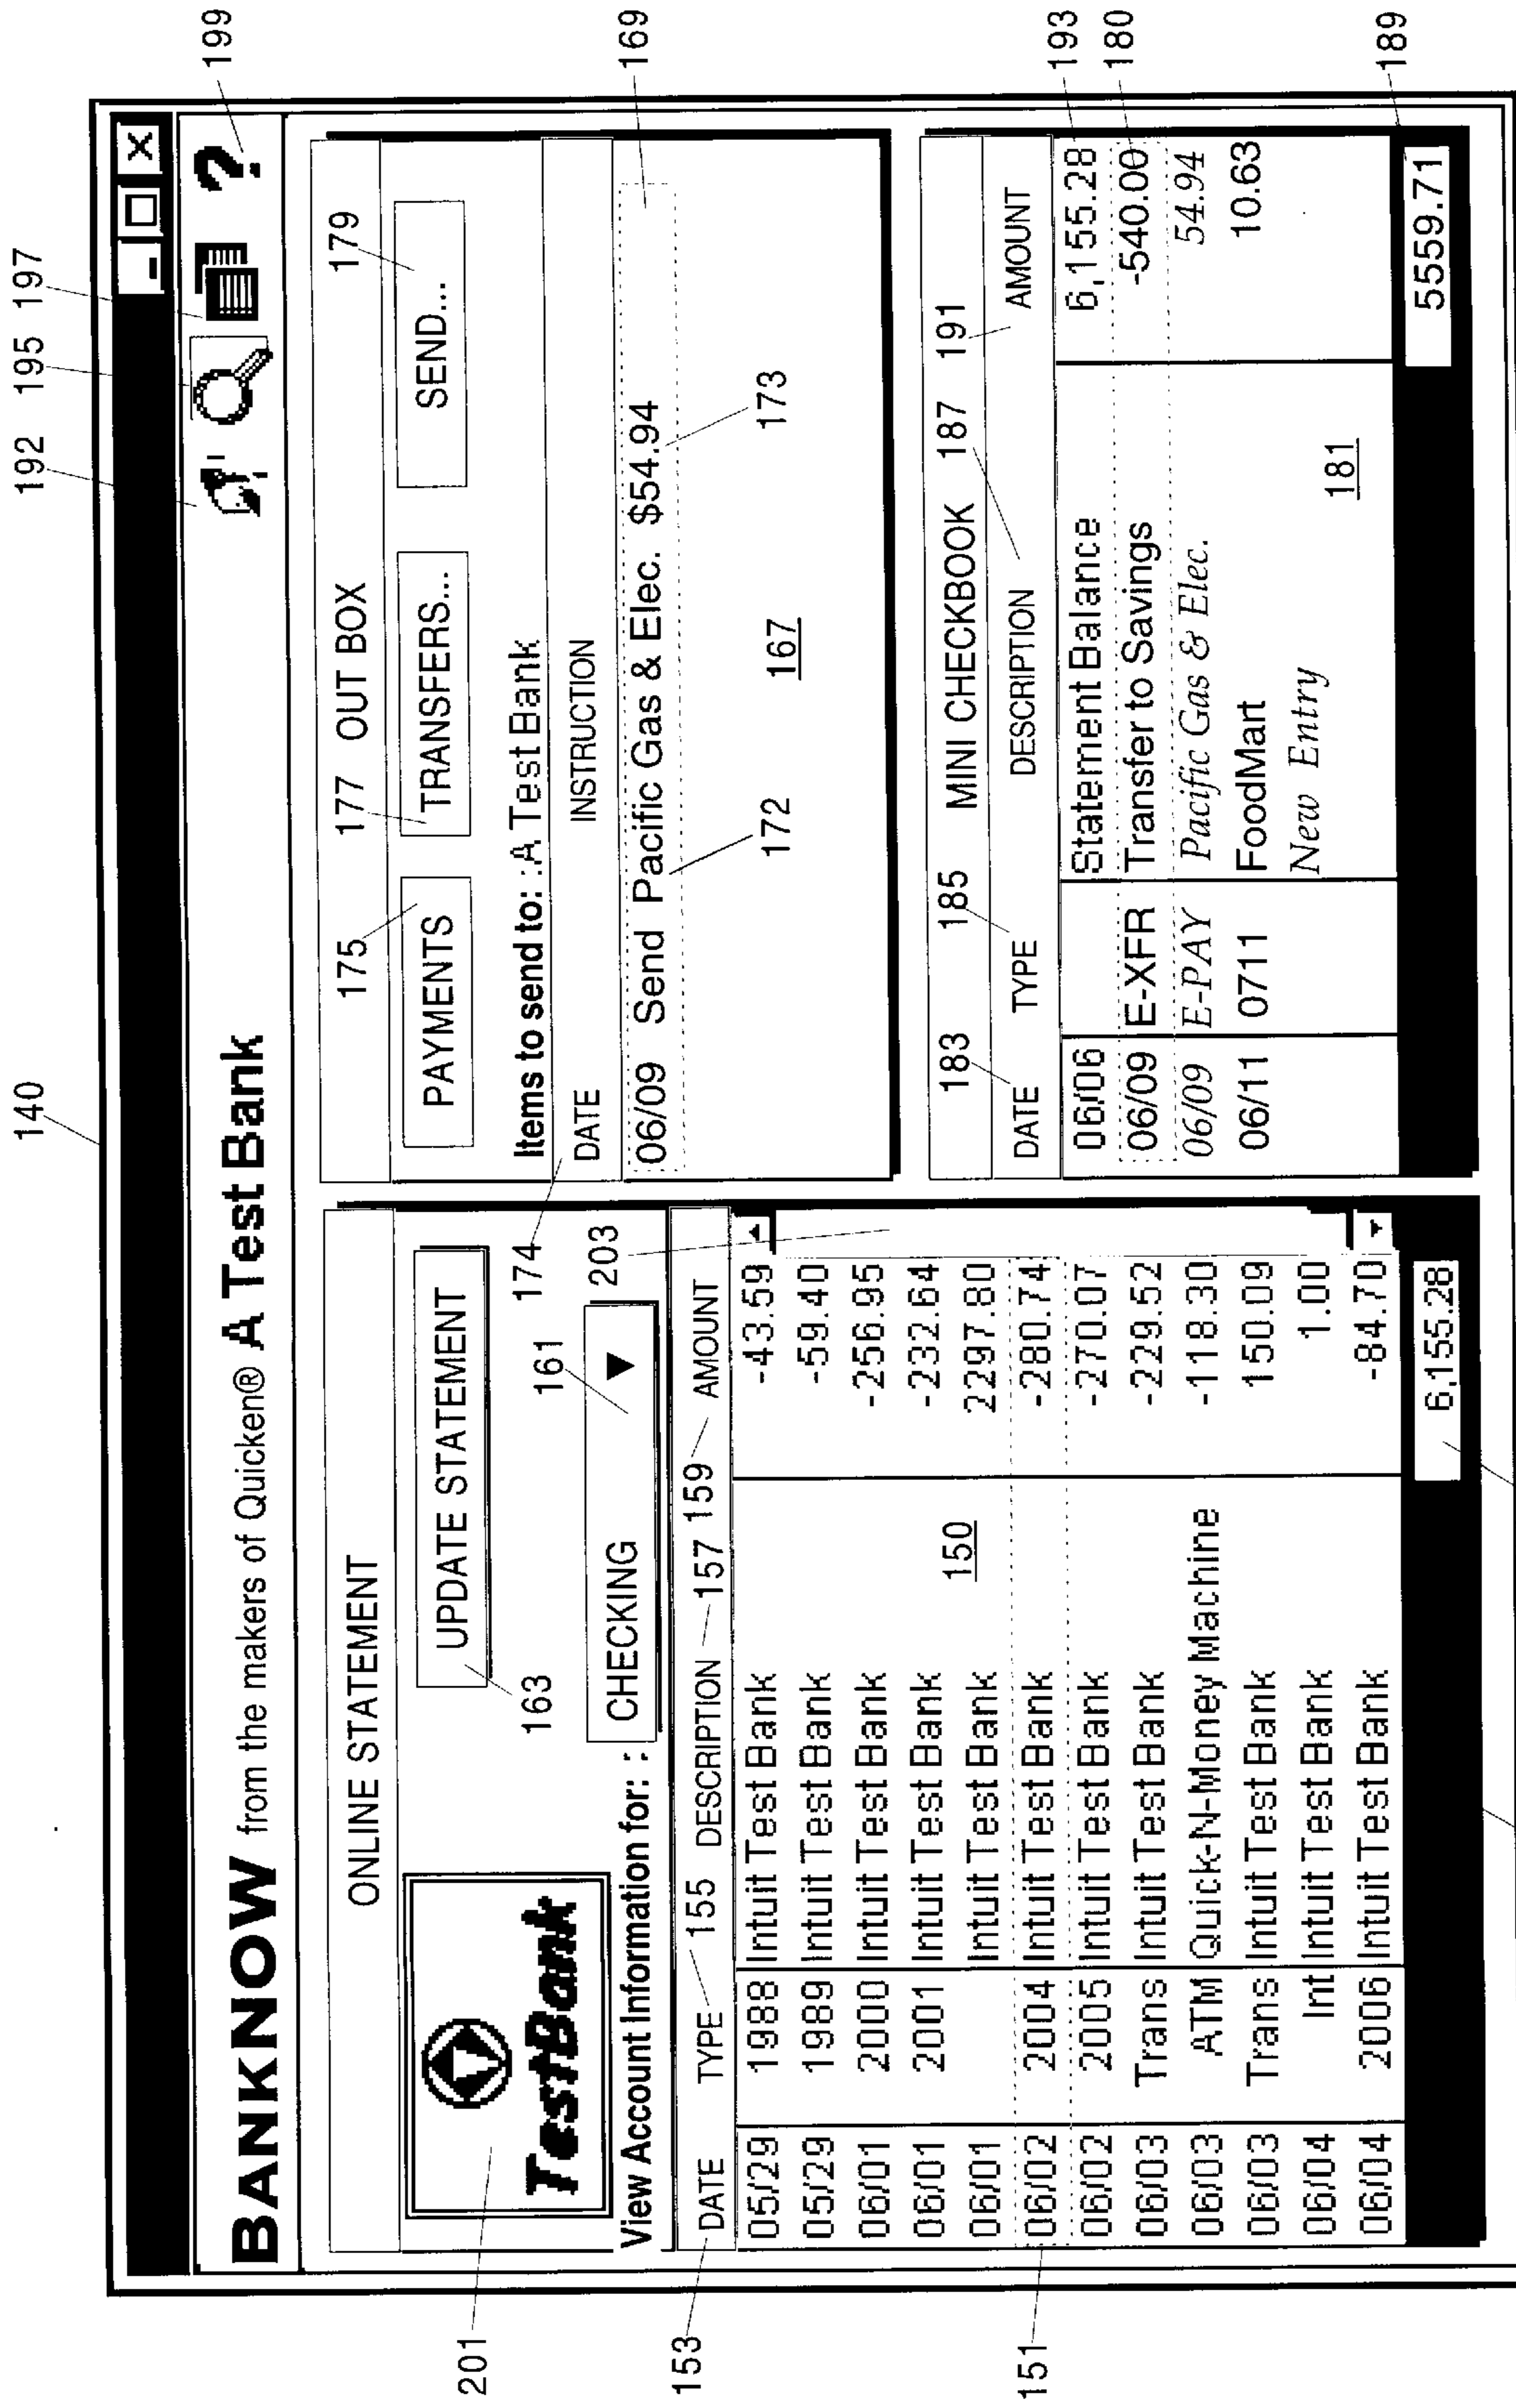 140
192 195 197
199
BANKNOW from the makers of Quicken® A Test Bank
?
201
ONLINE STATEMENT
TestBank
UPDATE STATEMENT
163
View Account Information for: :
CHECKING ▼
161
174
203
153
DATE TYPE 155 DESCRIPTION 157 159 AMOUNT
05/29 1988 Intuit Test Bank -43.59
05/29 1989 Intuit Test Bank -59.40
06/01 2000 Intuit Test Bank -256.95
06/01 2001 Intuit Test Bank -232.64
06/01 Intuit Test Bank 2297.80
06/02 2004 Intuit Test Bank -280.74
06/02 2005 Intuit Test Bank -270.07
06/03 Trans Intuit Test Bank -229.52
06/03 ATM Quick-N-Money Machine -118.30
06/03 Trans Intuit Test Bank 150.09
06/04 Int Intuit Test Bank 1.00
06/04 2006 Intuit Test Bank -84.70
150
151
6,155.28
175 177 OUT BOX 179
PAYMENTS TRANSFERS... SEND...
Items to send to: :A Test Bank
DATE INSTRUCTION
06/09 Send Pacific Gas & Elec. $54.94
169
172 167 173
183 185 MINI CHECKBOOK 187 191
DATE TYPE DESCRIPTION AMOUNT
06/06 Statement Balance 6,155.28
06/09 E-XFR Transfer to Savings -540.00
06/09 E-PAY Pacific Gas & Elec. 54.94
06/11 0711 FoodMart 10.63
New Entry
181
193
180
189
5559.71